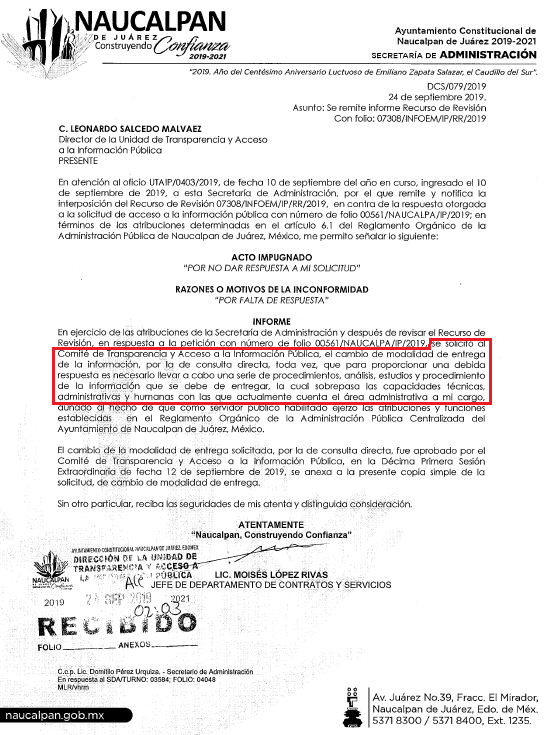 NAUCALPAN
DE JUÁREZ
Construyendo Confianza
2019-2021
Ayuntamiento Constitucional de
Naucalpan de Juárez 2019-2021
SECRETARÍA DE ADMINISTRACIÓN
"2019. Año del Centésimo Aniversario Luctuoso de Emiliano Zapata Salazar, el Caudillo del Sur".
DCS/079/2019
24 de septiembre 2019.
Asunto: Se remite informe Recurso de Revisión
Con folio: 07308/INFOEM/IP/RR/2019
C. LEONARDO SALCEDO MALVAEZ
Director de la Unidad de Transparencia y Acceso
a la Información Pública
PRESENTE
En atención al oficio UTAIP/0403/2019, de fecha 10 de septiembre del año en curso, ingresado el 10
de septiembre de 2019, a esta Secretaría de Administración, por el que remite y notifica la
interposición del Recurso de Revisión 07308/INFOEM/IP/RR/2019, en contra de la respuesta otorgada
a la solicitud de acceso a la información pública con número de folio 00561/NAUCALPA/IP/2019; en
términos de las atribuciones determinadas en el artículo 6.1 del Reglamento Orgánico de la
Administración Pública de Naucalpan de Juárez, México, me permito señalar lo siguiente:
ACTO IMPUGNADO
"POR NO DAR RESPUESTA A MI SOLICITUD"
RAZONES O MOTIVOS DE LA INCONFORMIDAD
"POR FALTA DE RESPUESTA"
INFORME
En ejercicio de las atribuciones de la Secretaría de Administración y después de revisar el Recurso de
Revisión, en respuesta a la petición con número de folio 00561/NAUCALPA/IP/2019, se solicito al
Comité de Transparencia y Acceso a la Información Pública, el cambio de modalidad de entrega
de la información, por la de consulta directa, toda vez, que para proporcionar una debida
respuesta es necesario llevar a cabo una serie de procedimientos, análisis, estudios y procedimiento
de la información que se debe de entregar, la cual sobrepasa las capacidades técnicas,
administrativas y humanas con las que actualmente cuenta el área administrativa a mi cargo,
aunado al hecho de que como servidor público habilitado ejerzo las atribuciones y funciones
establecidas en el Reglamento Orgánico de la Administración Pública Centralizada del
Ayuntamiento de Naucalpan de Juárez, México.
El cambio de la modalidad de entrega solicitada, por la de consulta directa, fue aprobado por el
Comité de Transparencia y Acceso a la Información Pública, en la Décima Primera Sesión
Extraordinaria de fecha 12 de septiembre de 2019, se anexa a la presente copia simple de la
solicitud, de cambio de modalidad de entrega.
Sin otro particular, reciba las seguridades de mis atenta y distinguida consideración.
ATENTAMENTE
"Naucalpan, Construyendo Confianza"
AYUNTAMIENTO CONSTITUCIONAL NAUCALPAN DE JUÁREZ, EDOMEX
DIRECCIÓN DE LA UNIDAD DE
TRANSPARENCIA Y ACCESO A
NAUCALPAN
PÚBLICA
LIC. MOISÉS LÓPEZ RIVAS
JEFE DE DEPARTAMENTO DE CONTRATOS Y SERVICIOS
2019 SEP 2019 2021
02:03
RECIBIDO
FOLIO ANEXOS
C.c.p. Lic. Domitilo Pérez Urquiza. - Secretario de Administración
En respuesta al SDA/TURNO: 03584; FOLIO: 04048
MLR/vhrm
naucalpan.gob.mx
Av. Juárez No.39, Fracc. El Mirador,
Naucalpan de Juárez, Edo. de Méx.
5371 8300 / 5371 8400, Ext. 1235.